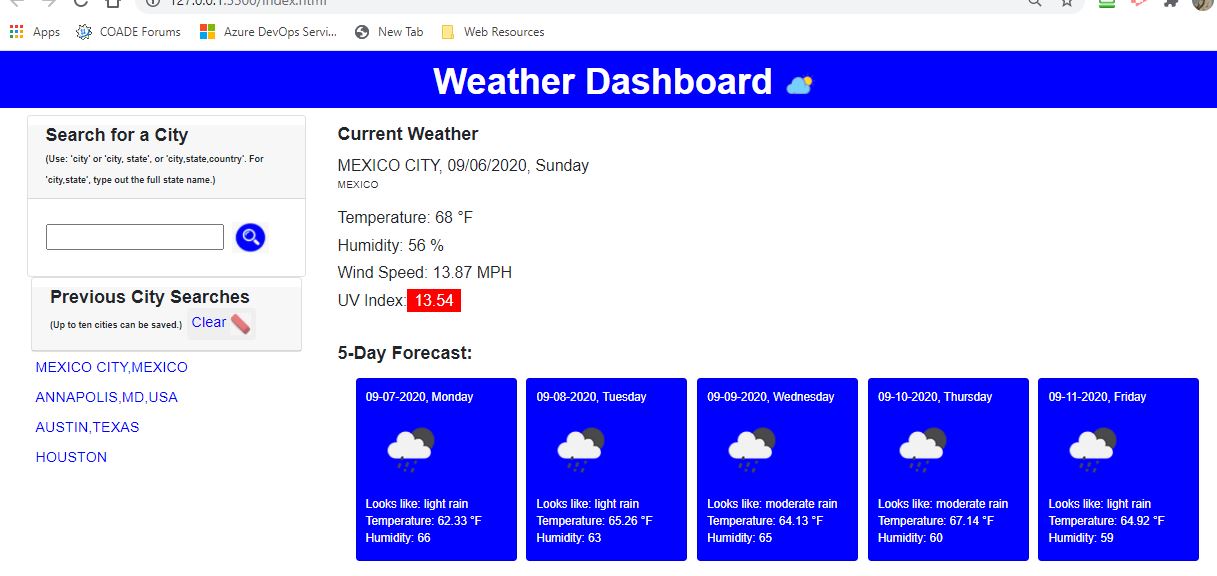 127.0.0.1:5500/index.html
Apps
COADE Forums
Azure DevOps Servi...
New Tab
Web Resources
Weather Dashboard
Search for a City
(Use: 'city' or 'city, state', or 'city,state,country'. For
'city,state', type out the full state name.)
Previous City Searches
(Up to ten cities can be saved.) Clear
MEXICO CITY,MEXICO
ANNAPOLIS,MD,USA
AUSTIN,TEXAS
HOUSTON
Current Weather
MEXICO CITY, 09/06/2020, Sunday
MEXICO
Temperature: 68 °F
Humidity: 56 %
Wind Speed: 13.87 MPH
UV Index: 13.54
5-Day Forecast:
09-07-2020, Monday
Looks like: light rain
Temperature: 62.33 °F
Humidity: 66
09-08-2020, Tuesday
Looks like: light rain
Temperature: 65.26 °F
Humidity: 63
09-09-2020, Wednesday
Looks like: moderate rain
Temperature: 64.13 °F
Humidity: 65
09-10-2020, Thursday
Looks like: moderate rain
Temperature: 67.14 °F
Humidity: 60
09-11-2020, Friday
Looks like: light rain
Temperature: 64.92 °F
Humidity: 59